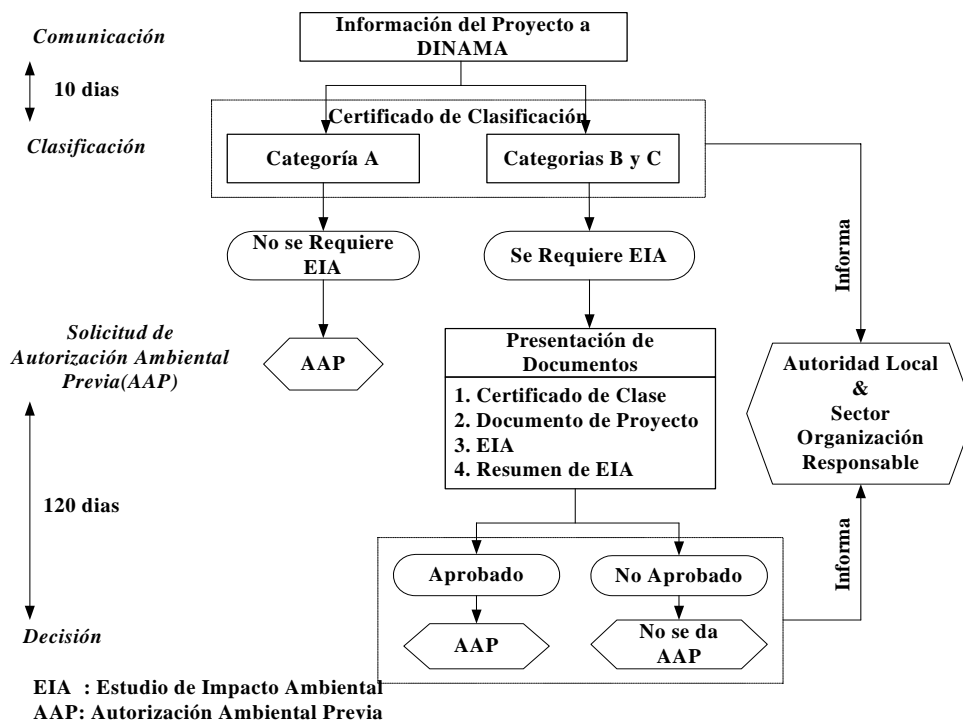 Comunicación
Información del Proyecto a
DINAMA
10 dias
Clasificación
Certificado de Clasificación
Categoría A
Categorias B y C
No se Requiere
EIA
Se Requiere EIA
Informa
Solicitud de
Autorización Ambiental
Previa(AAP)
AAP
Presentación de
Documentos
1. Certificado de Clase
2. Documento de Proyecto
3. EIA
4. Resumen de EIA
Autoridad Local
&
Sector
Organización
Responsable
120 dias
Informa
Aprobado
No Aprobado
Decisión
AAP
No se da
AAP
EIA : Estudio de Impacto Ambiental
AAP: Autorización Ambiental Previa